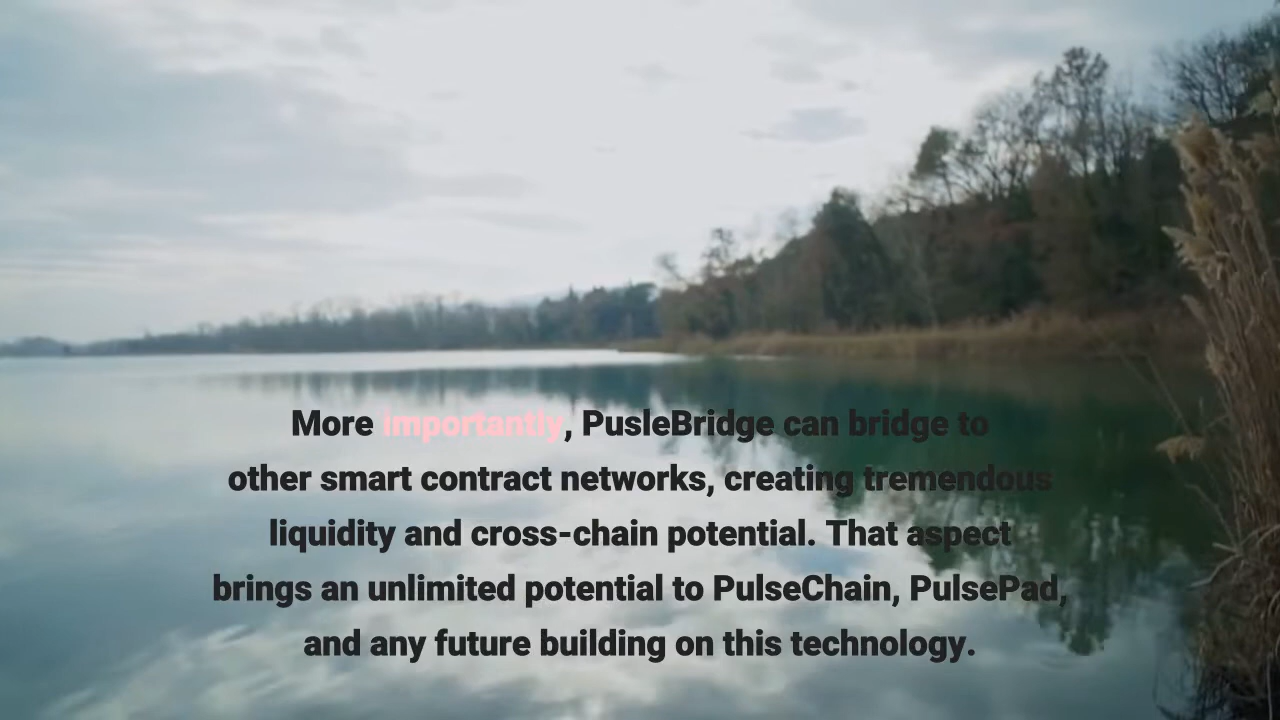 More importantly, PusleBridge can bridge to
other smart contract networks, creating tremendous
liquidity and cross-chain potential. That aspect
brings an unlimited potential to PulseChain, PulsePad,
and any future building on this technology.